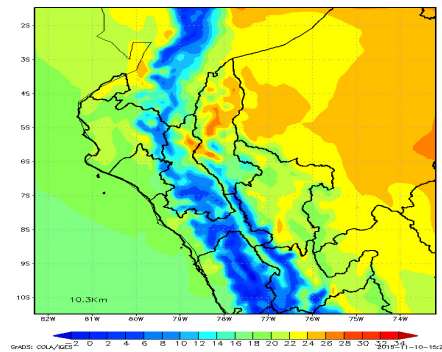 2S
3S
4S
5S
6S
7S
8S
9S
10S
10.3Km
82W 81W 80W 79W 78W 77W 76W 75W 74W
-2 0 2 4 6 8 10 12 14 16 18 20 22 24 26 28 30 32 34
GrADS: COLA/IGES